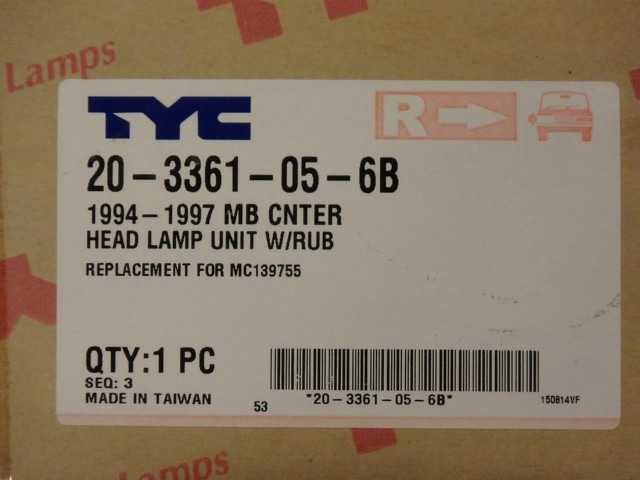 Lamps
TYC
R
20-3361-05-6B
1994-1997 MB CNTER
HEAD LAMP UNIT W/RUB
REPLACEMENT FOR MC139755
QTY:1 PC
SEQ: 3
MADE IN TAIWAN
53
*20-3361-05-6B*
150814VF
amps